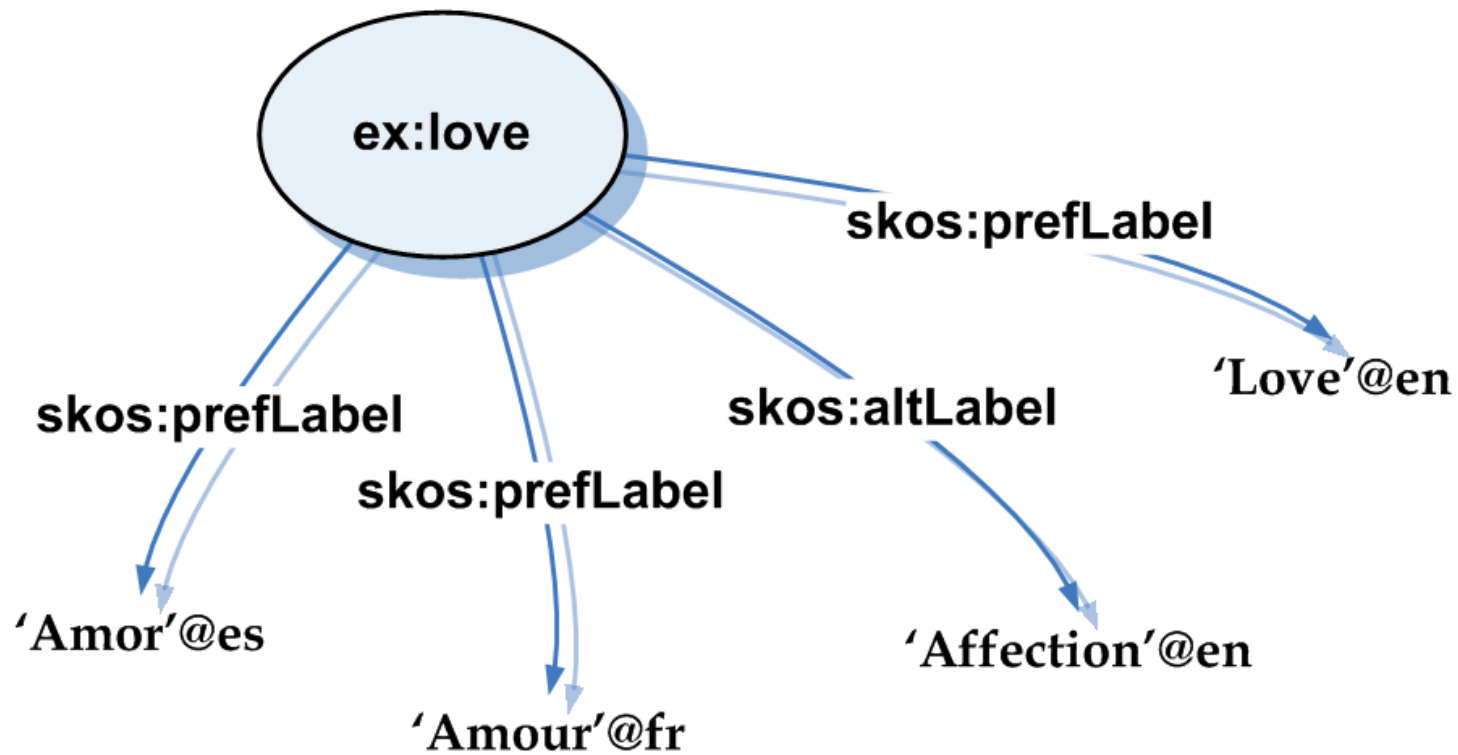 ex:love
skos:prefLabel
‘Love’@en
skos:altLabel
skos:prefLabel
skos:prefLabel
‘Amor’@es
‘Affection’@en
‘Amour’@fr